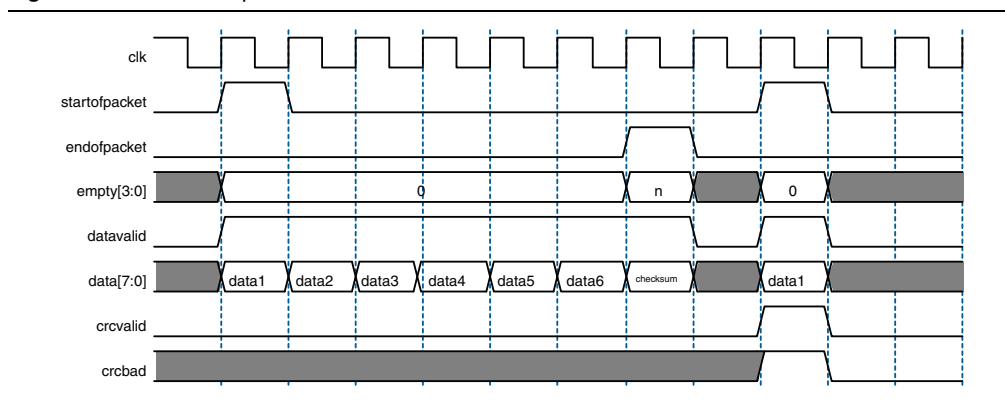 clk
startofpacket
endofpacket
empty[3:0] 0 n 0
datavalid
data[7:0] data1 data2 data3 data4 data5 data6 checksum data1
crcvalid
crcbad